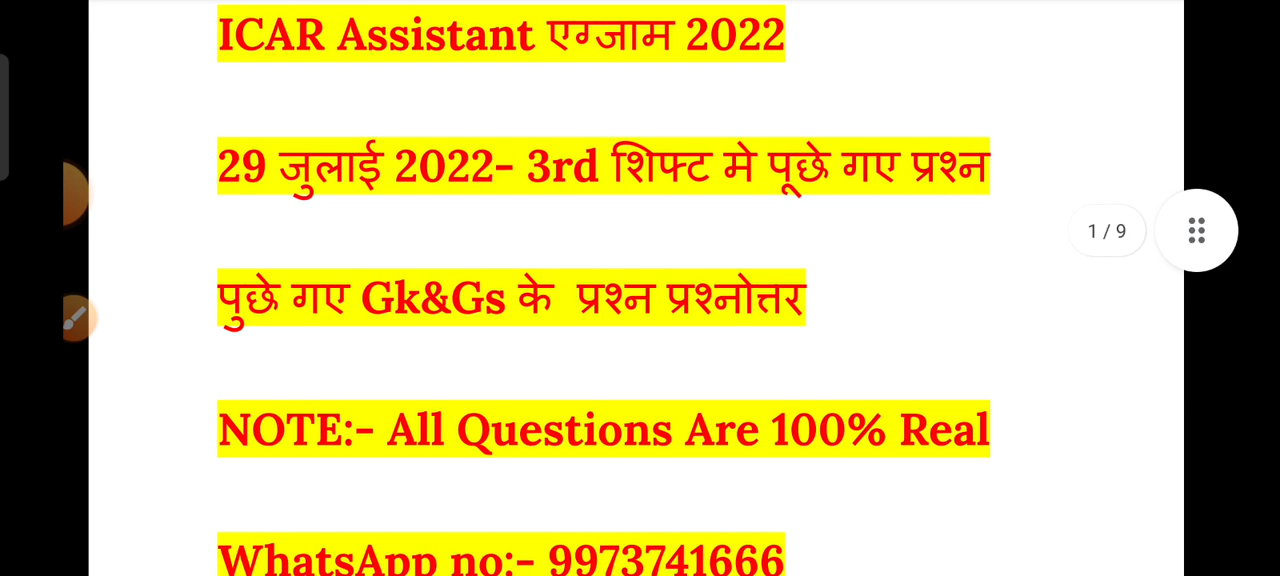 ICAR Assistant एग्जाम 2022
29 जुलाई 2022- 3rd शिफ्ट मे पूछे गए प्रश्न
1 / 9
पुछे गए Gk&Gs के प्रश्न प्रश्नोत्तर
NOTE:- All Questions Are 100% Real
WhatsApp no:- 9973741666